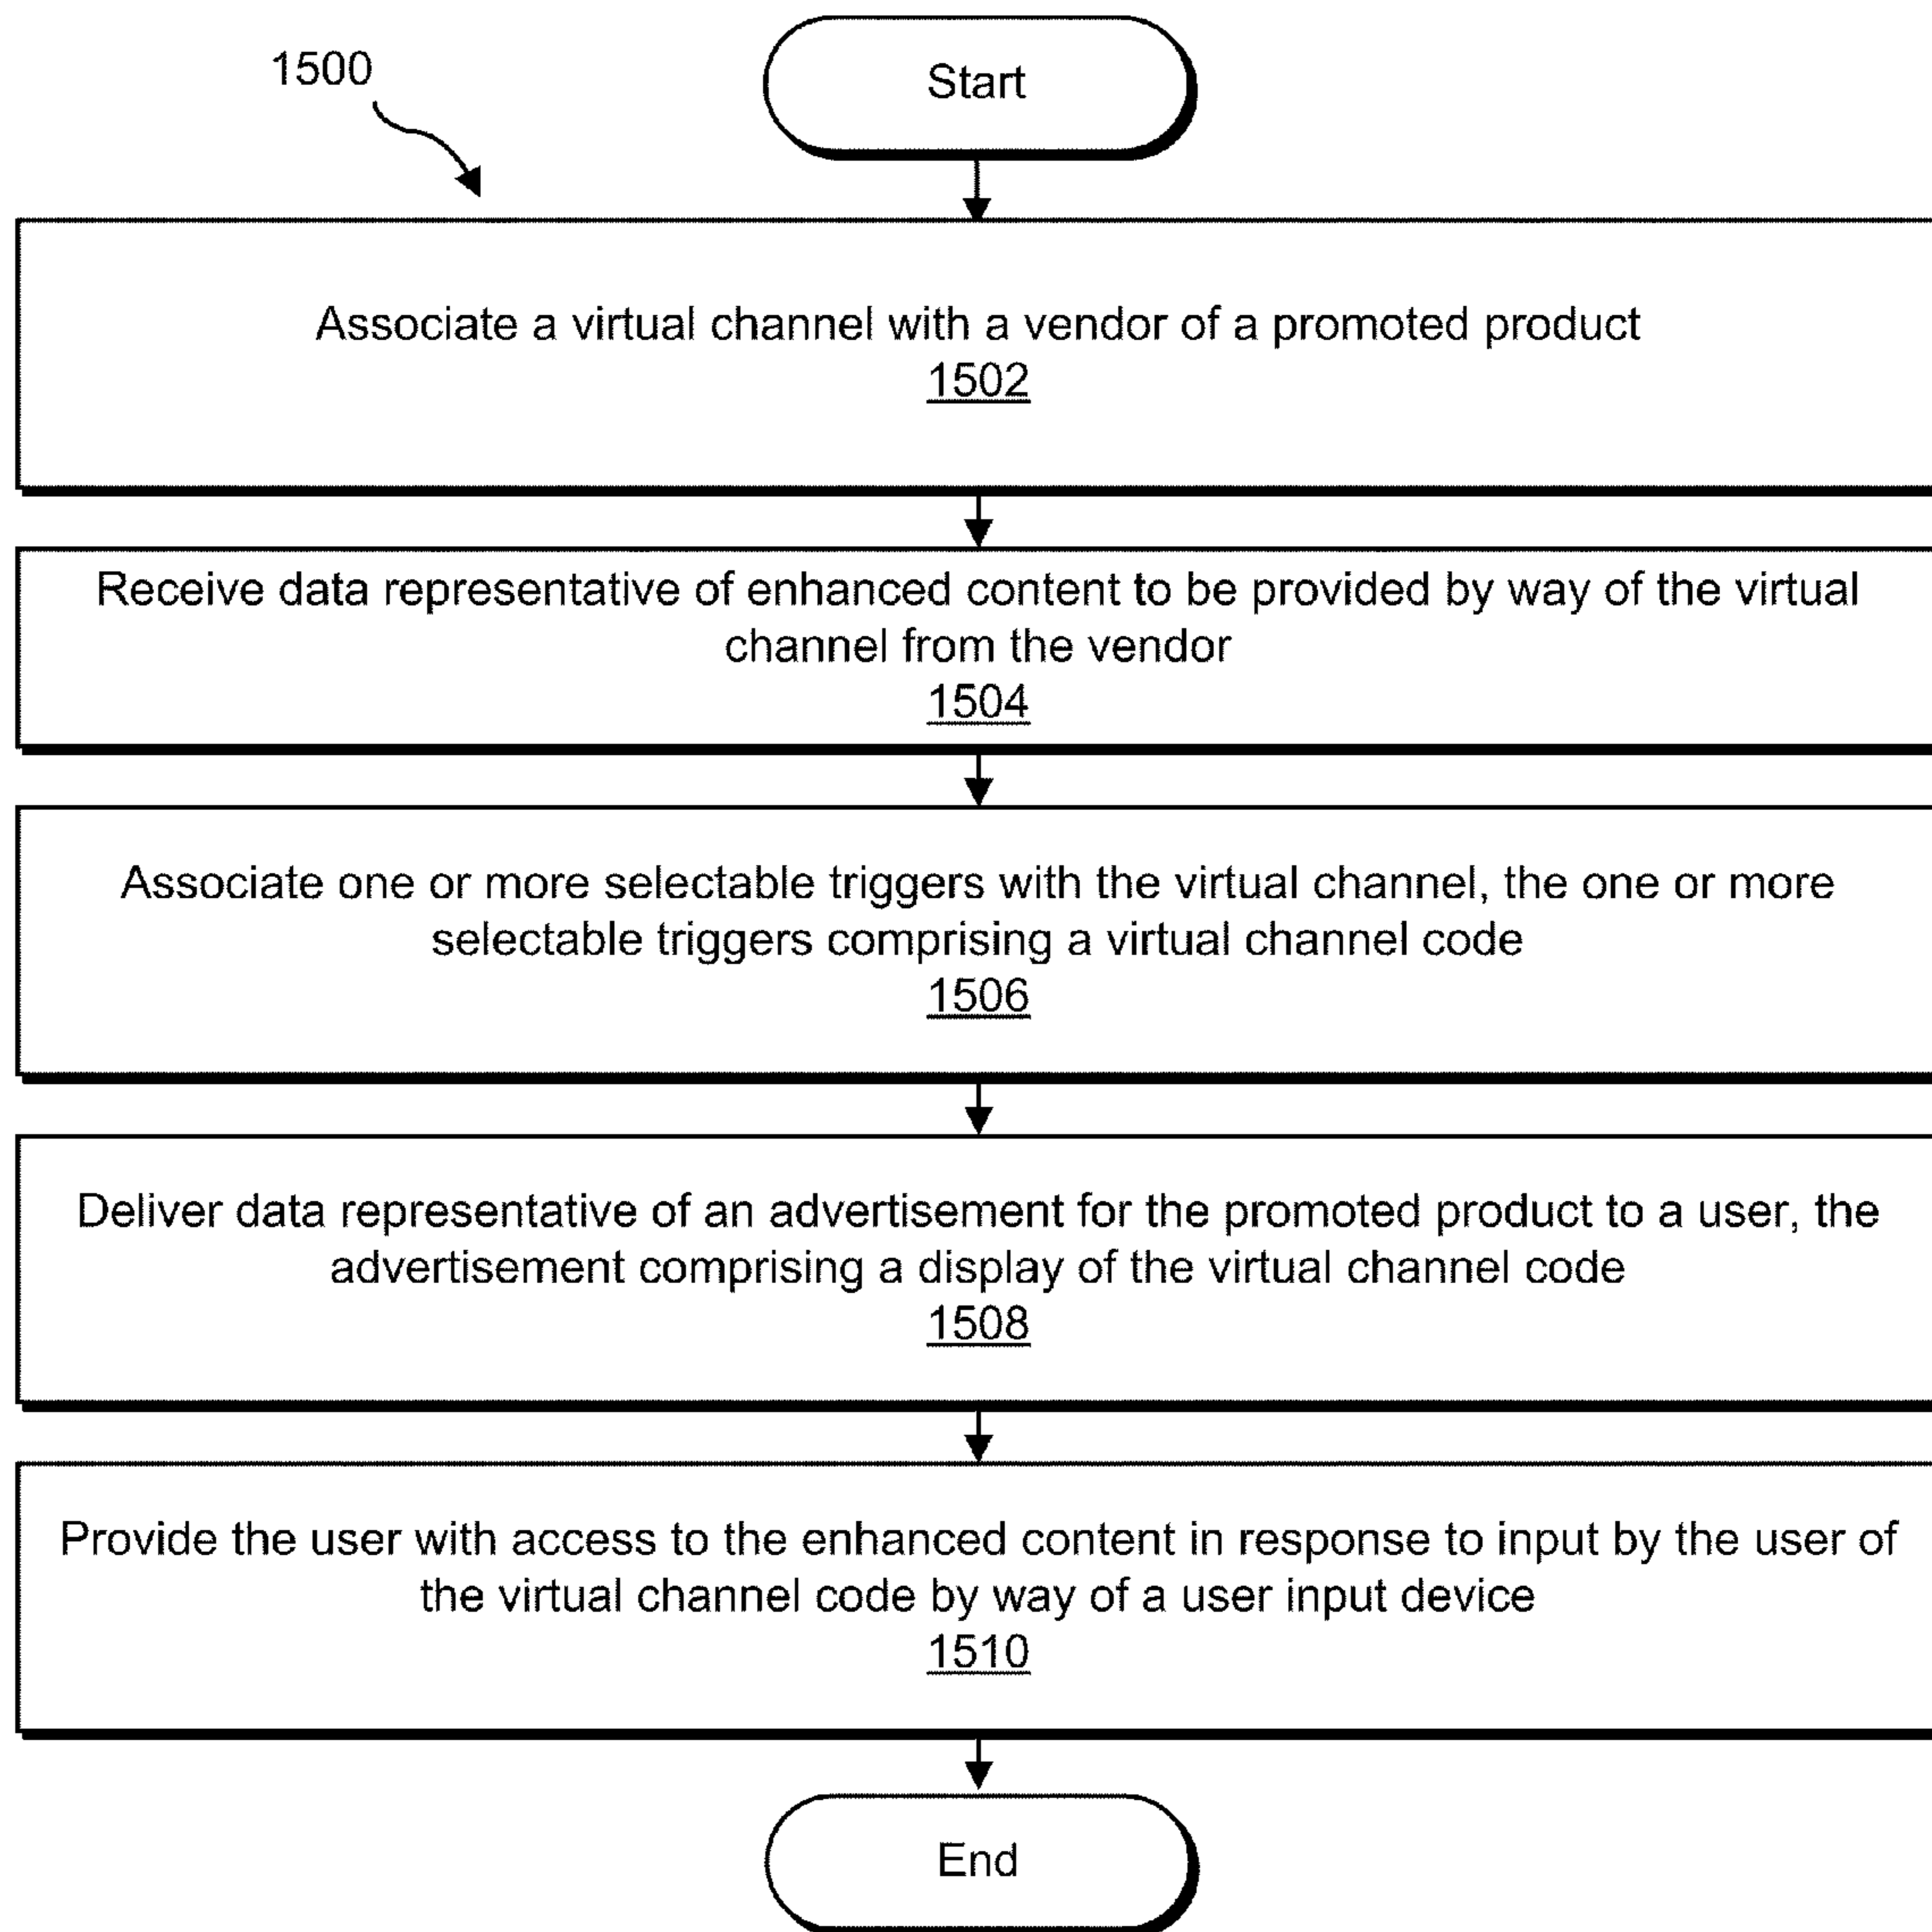 1500
Start
Associate a virtual channel with a vendor of a promoted product
1502
Receive data representative of enhanced content to be provided by way of the virtual
channel from the vendor
1504
Associate one or more selectable triggers with the virtual channel, the one or more
selectable triggers comprising a virtual channel code
1506
Deliver data representative of an advertisement for the promoted product to a user, the
advertisement comprising a display of the virtual channel code
1508
Provide the user with access to the enhanced content in response to input by the user of
the virtual channel code by way of a user input device
1510
End